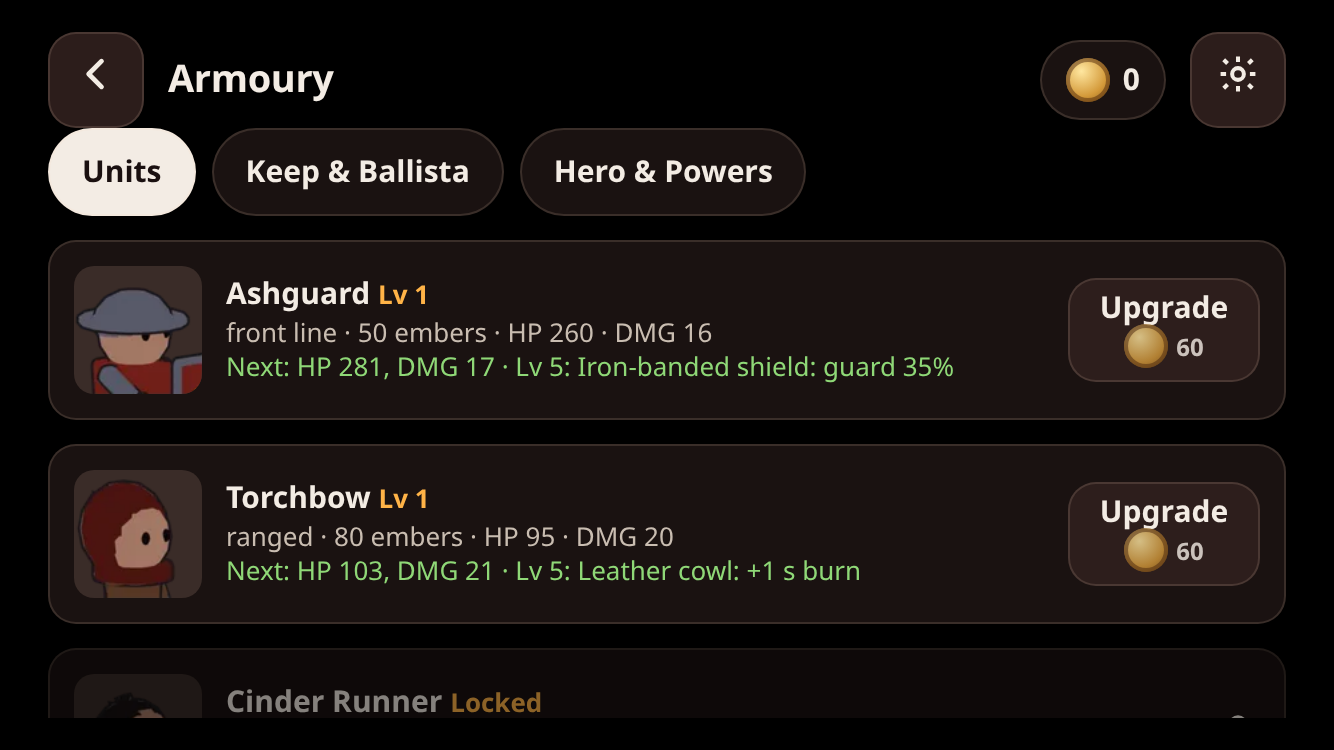 Armoury
0
Units
Keep & Ballista
Hero & Powers
Ashguard Lv 1
front line · 50 embers · HP 260 · DMG 16
Next: HP 281, DMG 17 · Lv 5: Iron-banded shield: guard 35%
Upgrade
60
Torchbow Lv 1
ranged · 80 embers · HP 95 · DMG 20
Next: HP 103, DMG 21 · Lv 5: Leather cowl: +1 s burn
Upgrade
60
Cinder Runner Locked